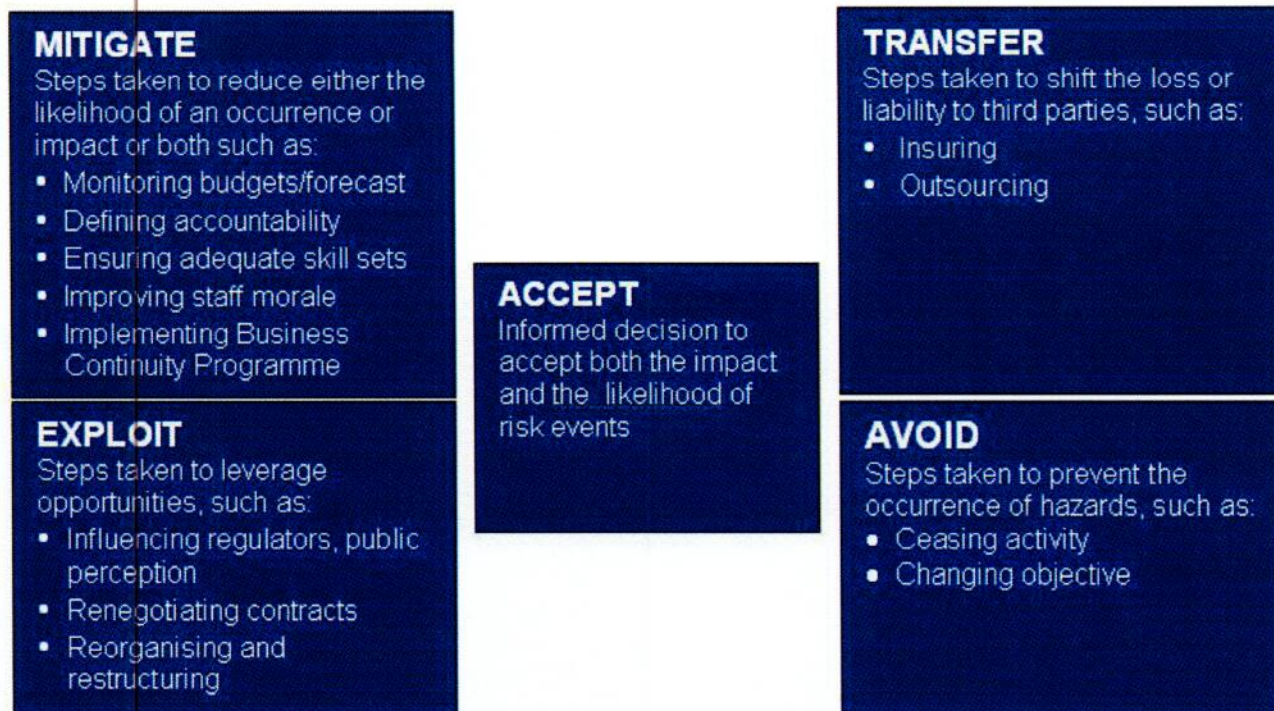 MITIGATE
Steps taken to reduce either the
likelihood of an occurrence or
impact or both such as:
• Monitoring budgets/forecast
• Defining accountability
• Ensuring adequate skill sets
• Improving staff morale
• Implementing Business
Continuity Programme
EXPLOIT
Steps taken to leverage
opportunities, such as:
• Influencing regulators, public
perception
• Renegotiating contracts
• Reorganising and
restructuring
ACCEPT
Informed decision to
accept both the impact
and the likelihood of
risk events
TRANSFER
Steps taken to shift the loss or
liability to third parties, such as:
• Insuring
• Outsourcing
AVOID
Steps taken to prevent the
occurrence of hazards, such as:
• Ceasing activity
• Changing objective